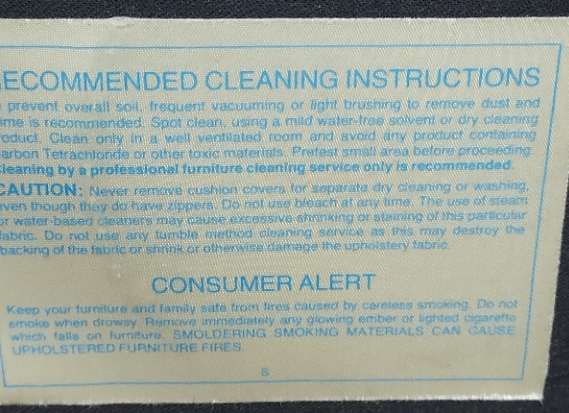 ECOMMENDED CLEANING INSTRUCTIONS
prevent overall soil, frequent vacuuming or light brushing to remove dust and
ime is recommended. Spot clean, using a mild water-free solvent or dry cleaning
roduct. Clean only in a well ventilated room and avoid any product containing
arbon Tetrachloride or other toxic materials. Pretest small area before proceeding
leaning by a professional furniture cleaning service only is recommended.
CAUTION: Never remove cushion covers for separate dry cleaning or washing,
ven though they do have zippers. Do not use bleach at any time. The use of steam
or water-based cleaners may cause excessive shrinking or staining of this particular
fabric. Do not use any tumble method cleaning service as this may destroy the
backing of the fabric or shrink or otherwise damage the upholstery fabric.
CONSUMER ALERT
Keep your furniture and family safe from fires caused by careless smoking. Do not
smoke when drowsy. Remove immediately any glowing ember or lighted cigarette
which falls on furniture. SMOLDERING SMOKING MATERIALS CAN CAUSE
UPHOLSTERED FURNITURE FIRES.
S